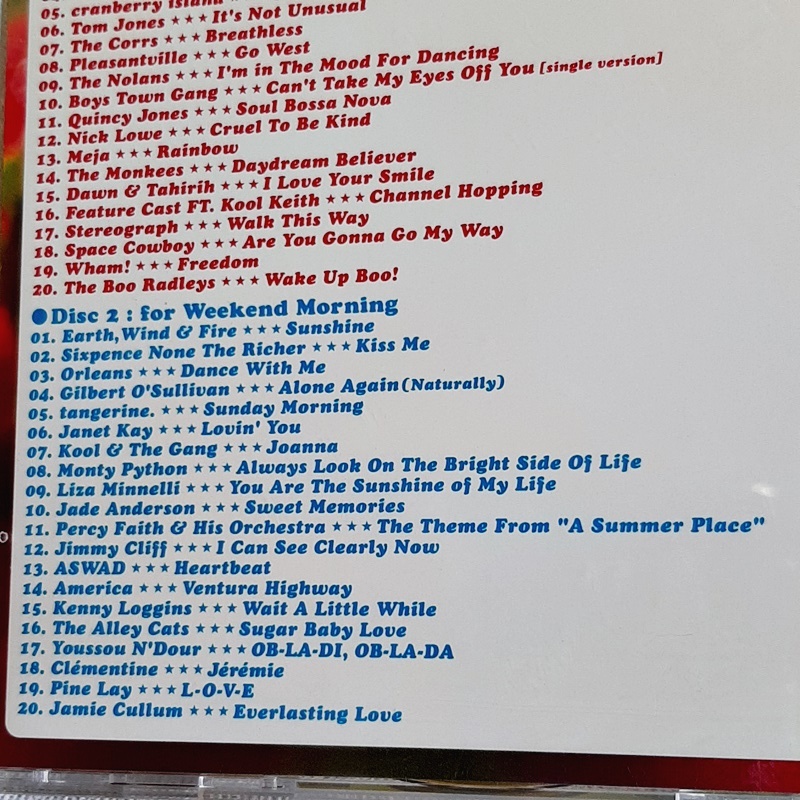 05. cranberry island
06. Tom Jones ★★★ It's Not Unusual
07. The Corrs ★★★ Breathless
08. Pleasantville ★★★ Go West
09. The Nolans ★★★ I'm in The Mood For Dancing
10. Boys Town Gang ★★★ Can't Take My Eyes Off You [single version]
11. Quincy Jones ★★★ Soul Bossa Nova
12. Nick Lowe ★★★ Cruel To Be Kind
13. Meja ★★★ Rainbow
14. The Monkees ★★★ Daydream Believer
15. Dawn & Tahirih ★★★ I Love Your Smile
16. Feature Cast FT. Kool Keith ★★★ Channel Hopping
17. Stereograph ★★★ Walk This Way
18. Space Cowboy ★★★ Are You Gonna Go My Way
19. Wham! ★★★ Freedom
20. The Boo Radleys ★★★ Wake Up Boo!
●Disc 2 : for Weekend Morning
01. Earth,Wind & Fire ★★★ Sunshine
02. Sixpence None The Richer ★★★ Kiss Me
03. Orleans ★★★ Dance With Me
04. Gilbert O'Sullivan ★★★ Alone Again(Naturally)
05. tangerine. ★★★ Sunday Morning
06. Janet Kay ★★★ Lovin' You
07. Kool & The Gang ★★★ Joanna
08. Monty Python ★★★ Always Look On The Bright Side Of Life
09. Liza Minnelli ★★★ You Are The Sunshine of My Life
10. Jade Anderson ★★★ Sweet Memories
11. Percy Faith & His Orchestra ★★★ The Theme From "A Summer Place"
12. Jimmy Cliff ★★★ I Can See Clearly Now
13. ASWAD ★★★ Heartbeat
14. America ★★★ Ventura Highway
15. Kenny Loggins ★★★ Wait A Little While
16. The Alley Cats ★★★ Sugar Baby Love
17. Youssou N'Dour ★★★ OB-LA-DI, OB-LA-DA
18. Clémentine ★★★ Jérémie
19. Pine Lay ★★★ L-O-V-E
20. Jamie Cullum ★★★ Everlasting Love